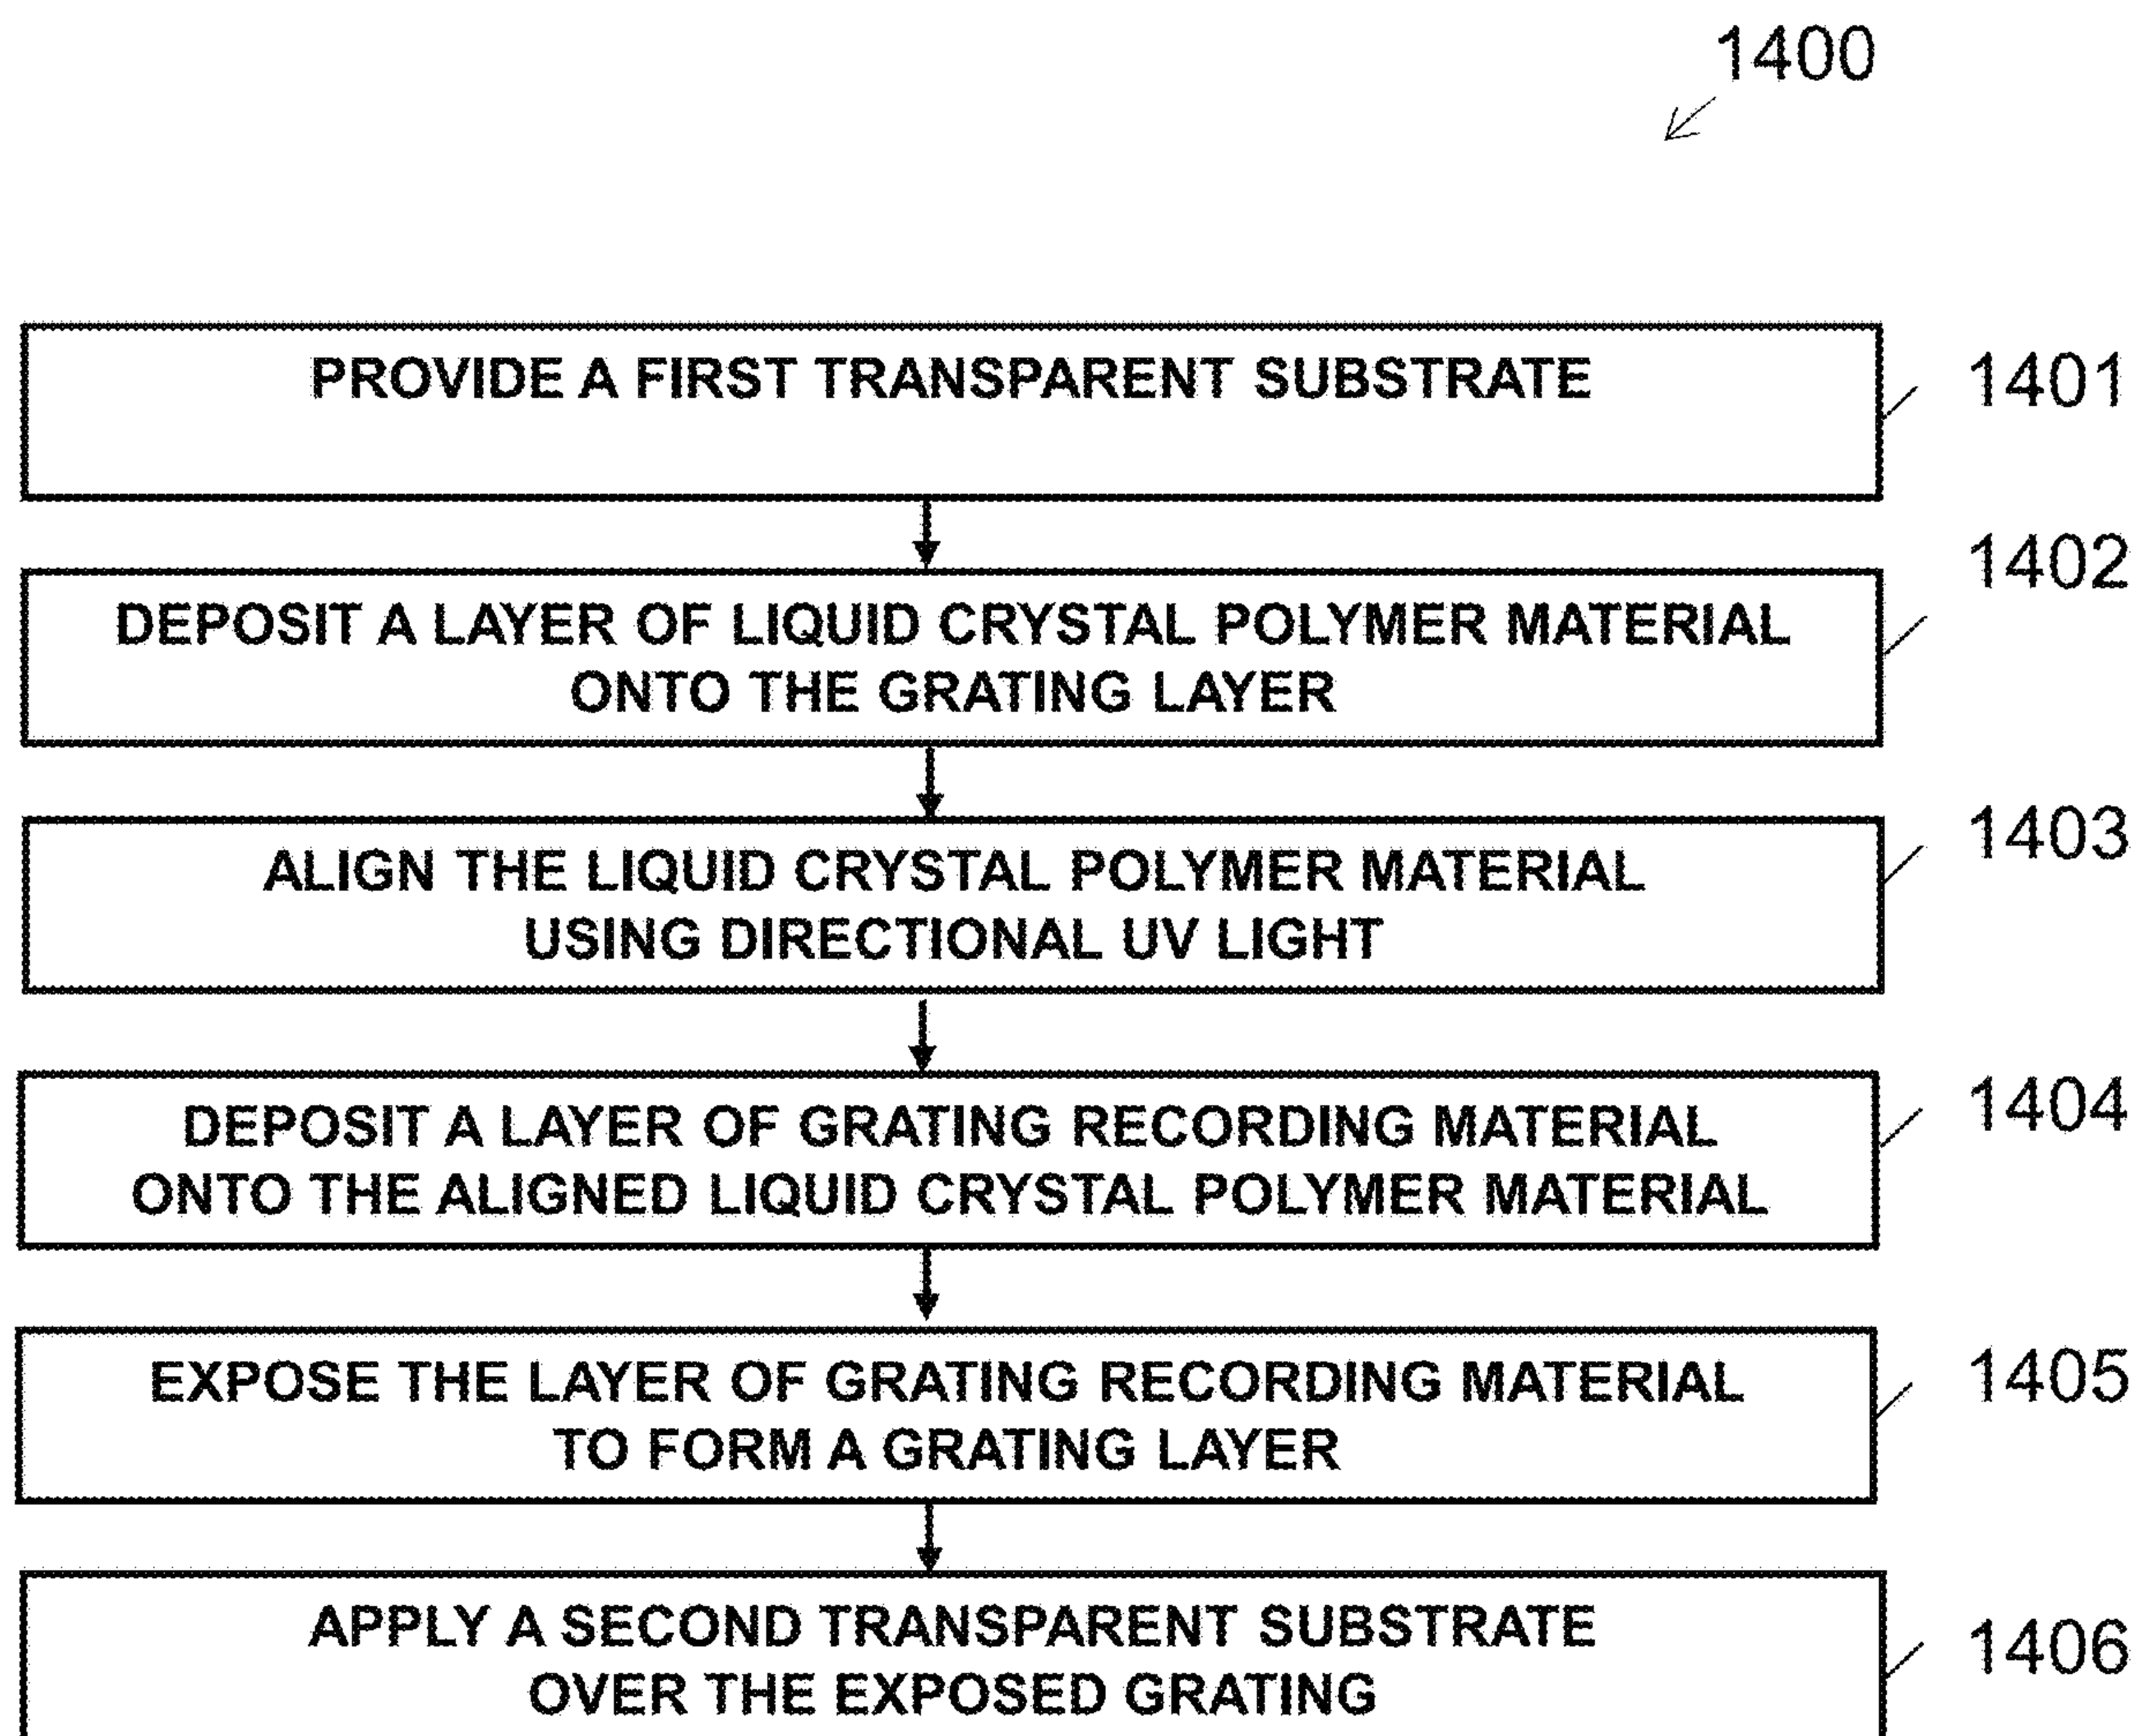 1400
PROVIDE A FIRST TRANSPARENT SUBSTRATE
1401
1402
DEPOSIT A LAYER OF LIQUID CRYSTAL POLYMER MATERIAL
ONTO THE GRATING LAYER
1403
ALIGN THE LIQUID CRYSTAL POLYMER MATERIAL
USING DIRECTIONAL UV LIGHT
1404
DEPOSIT A LAYER OF GRATING RECORDING MATERIAL
ONTO THE ALIGNED LIQUID CRYSTAL POLYMER MATERIAL
1405
EXPOSE THE LAYER OF GRATING RECORDING MATERIAL
TO FORM A GRATING LAYER
1406
APPLY A SECOND TRANSPARENT SUBSTRATE
OVER THE EXPOSED GRATING